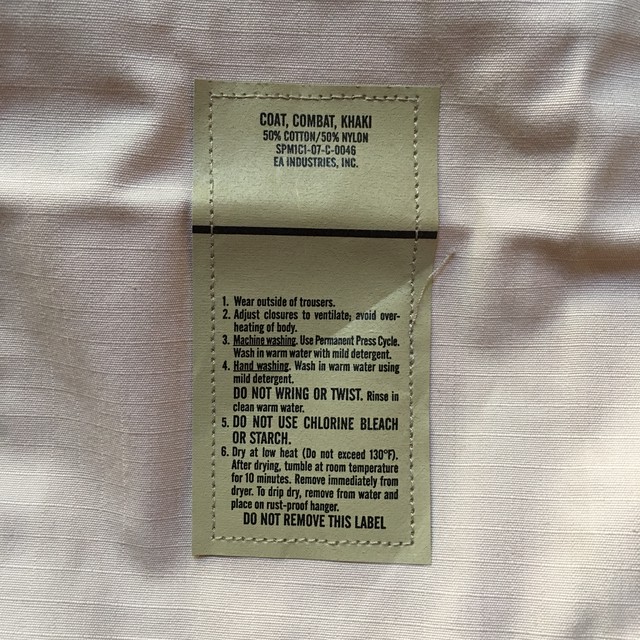 COAT, COMBAT, KHAKI
50% COTTON/50% NYLON
SPM1C1-07-C-0046
EA INDUSTRIES, INC.
1. Wear outside of trousers.
2. Adjust closures to ventilate; avoid over-
heating of body.
3. Machine washing. Use Permanent Press Cycle.
Wash in warm water with mild detergent.
4. Hand washing. Wash in warm water using
mild detergent.
DO NOT WRING OR TWIST. Rinse in
clean warm water.
5. DO NOT USE CHLORINE BLEACH
OR STARCH.
6. Dry at low heat (Do not exceed 130°F).
After drying, tumble at room temperature
for 10 minutes. Remove immediately from
dryer. To drip dry, remove from water and
place on rust-proof hanger.
DO NOT REMOVE THIS LABEL